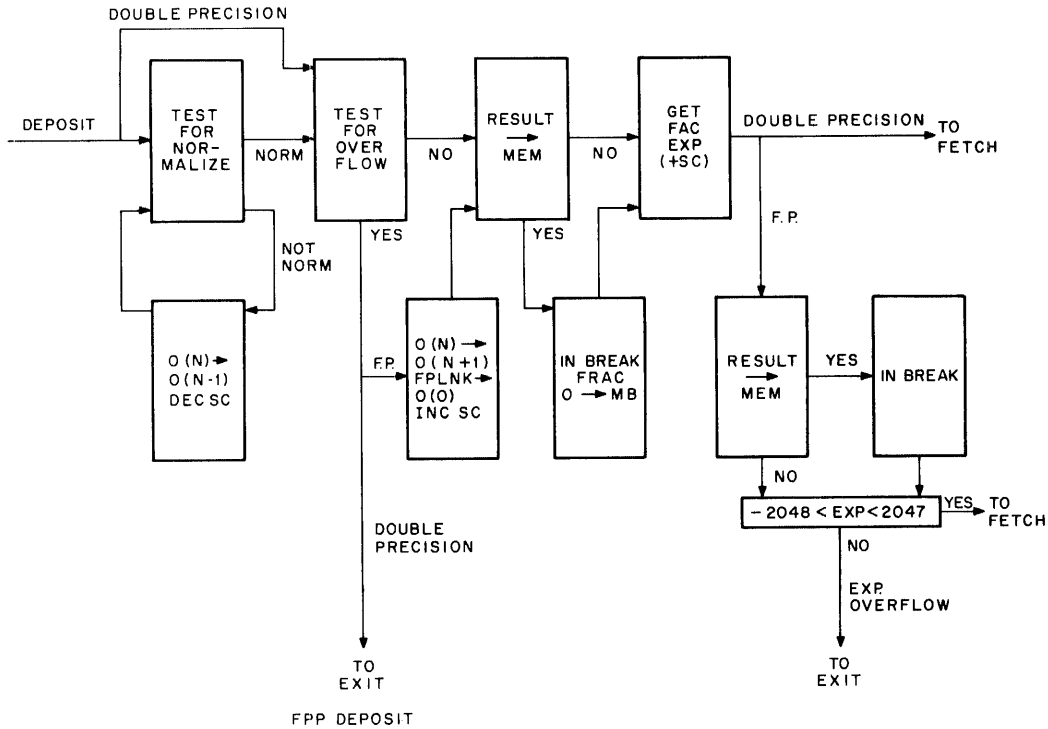 DOUBLE PRECISION
DEPOSIT
TEST
FOR
NOR-
MALIZE
NORM
TEST
FOR
OVER
FLOW
NO
RESULT
→
MEM
NO
GET
FAC
EXP
(+SC)
DOUBLE PRECISION
TO
FETCH
NOT
NORM
YES
YES
F.P.
O(N)→
O(N-1)
DEC SC
F.P.
O(N)→
O(N+1)
FPLNK→
O(O)
INC SC
IN BREAK
FRAC
O → MB
RESULT
→
MEM
YES
IN BREAK
NO
- 2048 < EXP < 2047
YES
TO
FETCH
DOUBLE
PRECISION
NO
EXP.
OVERFLOW
TO
EXIT
TO
EXIT
FPP DEPOSIT